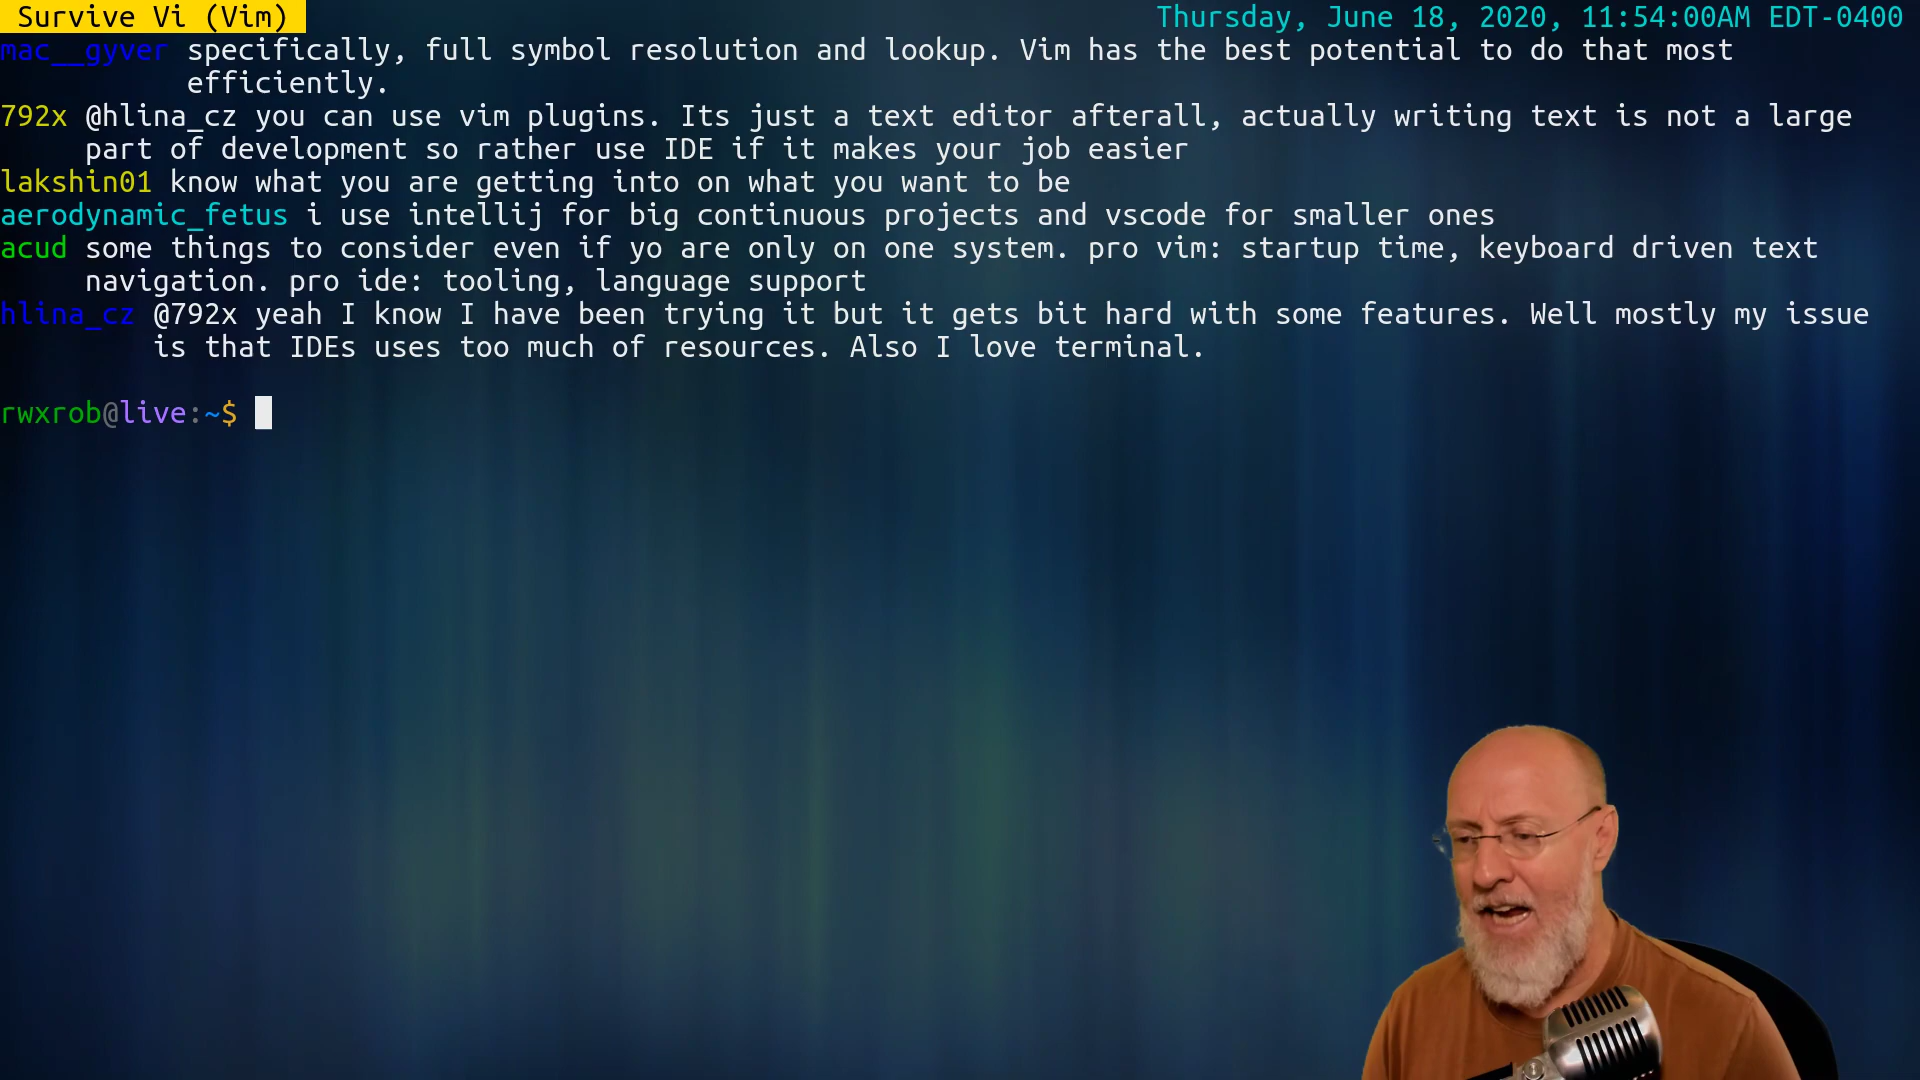 Survive Vi (Vim)
Thursday, June 18, 2020, 11:54:00AM EDT-0400
mac__gyver specifically, full symbol resolution and lookup. Vim has the best potential to do that most
efficiently.
792x @hlina_cz you can use vim plugins. Its just a text editor afterall, actually writing text is not a large
part of development so rather use IDE if it makes your job easier
lakshin01 know what you are getting into on what you want to be
aerodynamic_fetus i use intellij for big continuous projects and vscode for smaller ones
acud some things to consider even if yo are only on one system. pro vim: startup time, keyboard driven text
navigation. pro ide: tooling, language support
hlina_cz @792x yeah I know I have been trying it but it gets bit hard with some features. Well mostly my issue
is that IDEs uses too much of resources. Also I love terminal.
rwxrob@live:~$